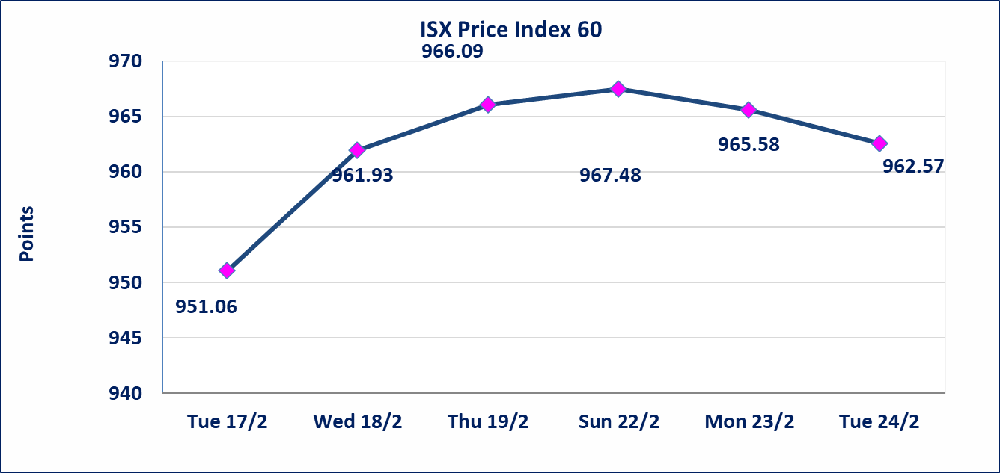 ISX Price Index 60
966.09
970
965
960
955
950
945
940
Points
951.06
961.93
967.48
965.58
962.57
Tue 17/2
Wed 18/2
Thu 19/2
Sun 22/2
Mon 23/2
Tue 24/2